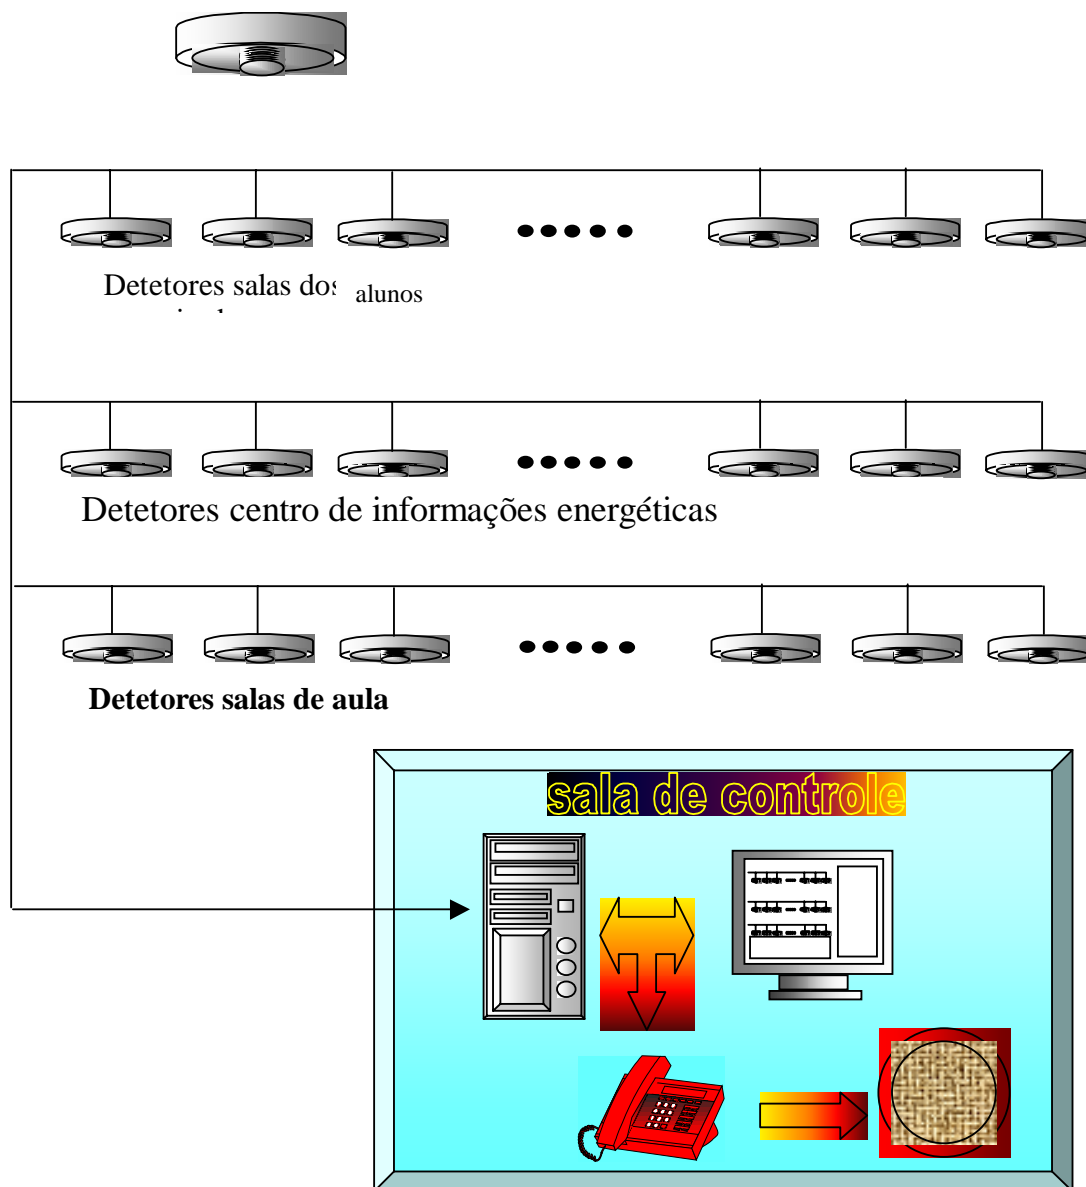 Detetores salas dos alunos
Detetores centro de informações energéticas
Detetores salas de aula
sala de controle